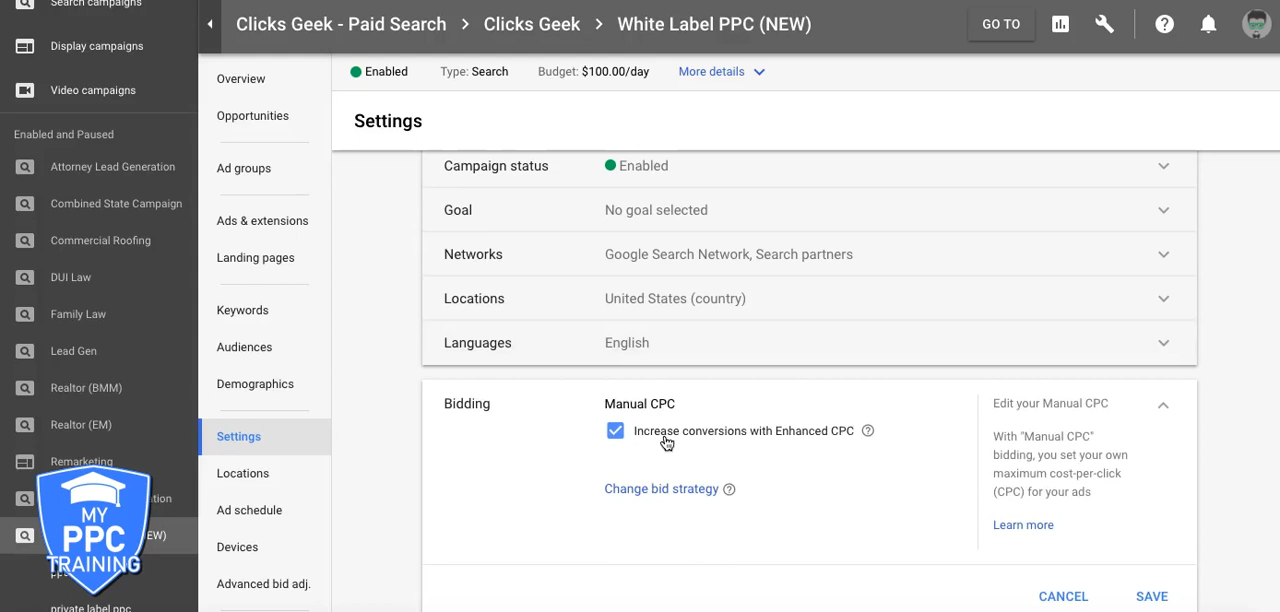 Search campaigns
Display campaigns
Video campaigns
Enabled and Paused
Attorney Lead Generation
Combined State Campaign
Commercial Roofing
DUI Law
Family Law
Lead Gen
Realtor (BMM)
Realtor (EM)
Remarketing
private label ppc
MY
PPC
TRAINING
Clicks Geek - Paid Search > Clicks Geek > White Label PPC (NEW)
GO TO
Overview
Opportunities
Ad groups
Ads & extensions
Landing pages
Keywords
Audiences
Demographics
Settings
Locations
Ad schedule
Devices
Advanced bid adj.
Enabled Type: Search Budget: $100.00/day More details
Settings
Campaign status Enabled
Goal No goal selected
Networks Google Search Network, Search partners
Locations United States (country)
Languages English
Bidding Manual CPC
Increase conversions with Enhanced CPC
Change bid strategy
Edit your Manual CPC
With "Manual CPC"
bidding, you set your own
maximum cost-per-click
(CPC) for your ads
Learn more
CANCEL SAVE